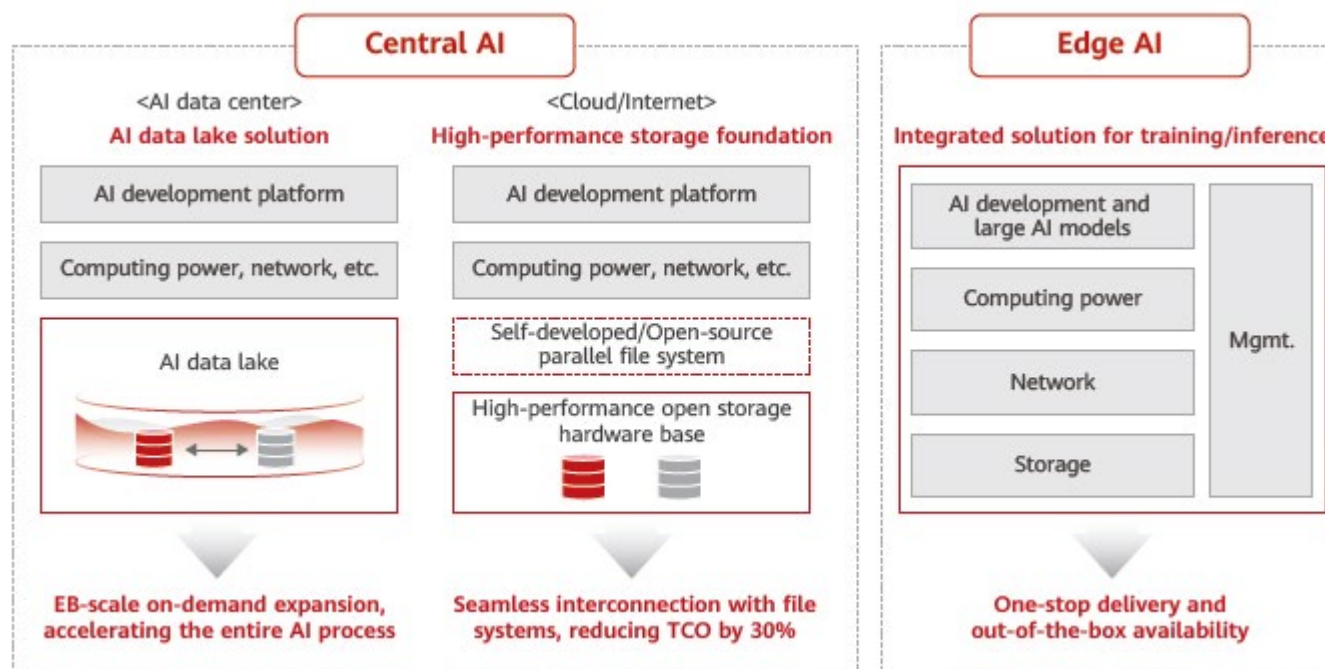 Central AI
<AI data center>
AI data lake solution
AI development platform
Computing power, network, etc.
AI data lake
EB-scale on-demand expansion,
accelerating the entire AI process
<Cloud/Internet>
High-performance storage foundation
AI development platform
Computing power, network, etc.
Self-developed/Open-source
parallel file system
High-performance open storage
hardware base
Seamless interconnection with file
systems, reducing TCO by 30%
Edge AI
Integrated solution for training/inference
AI development and
large AI models
Computing power
Network
Storage
Mgmt.
One-stop delivery and
out-of-the-box availability